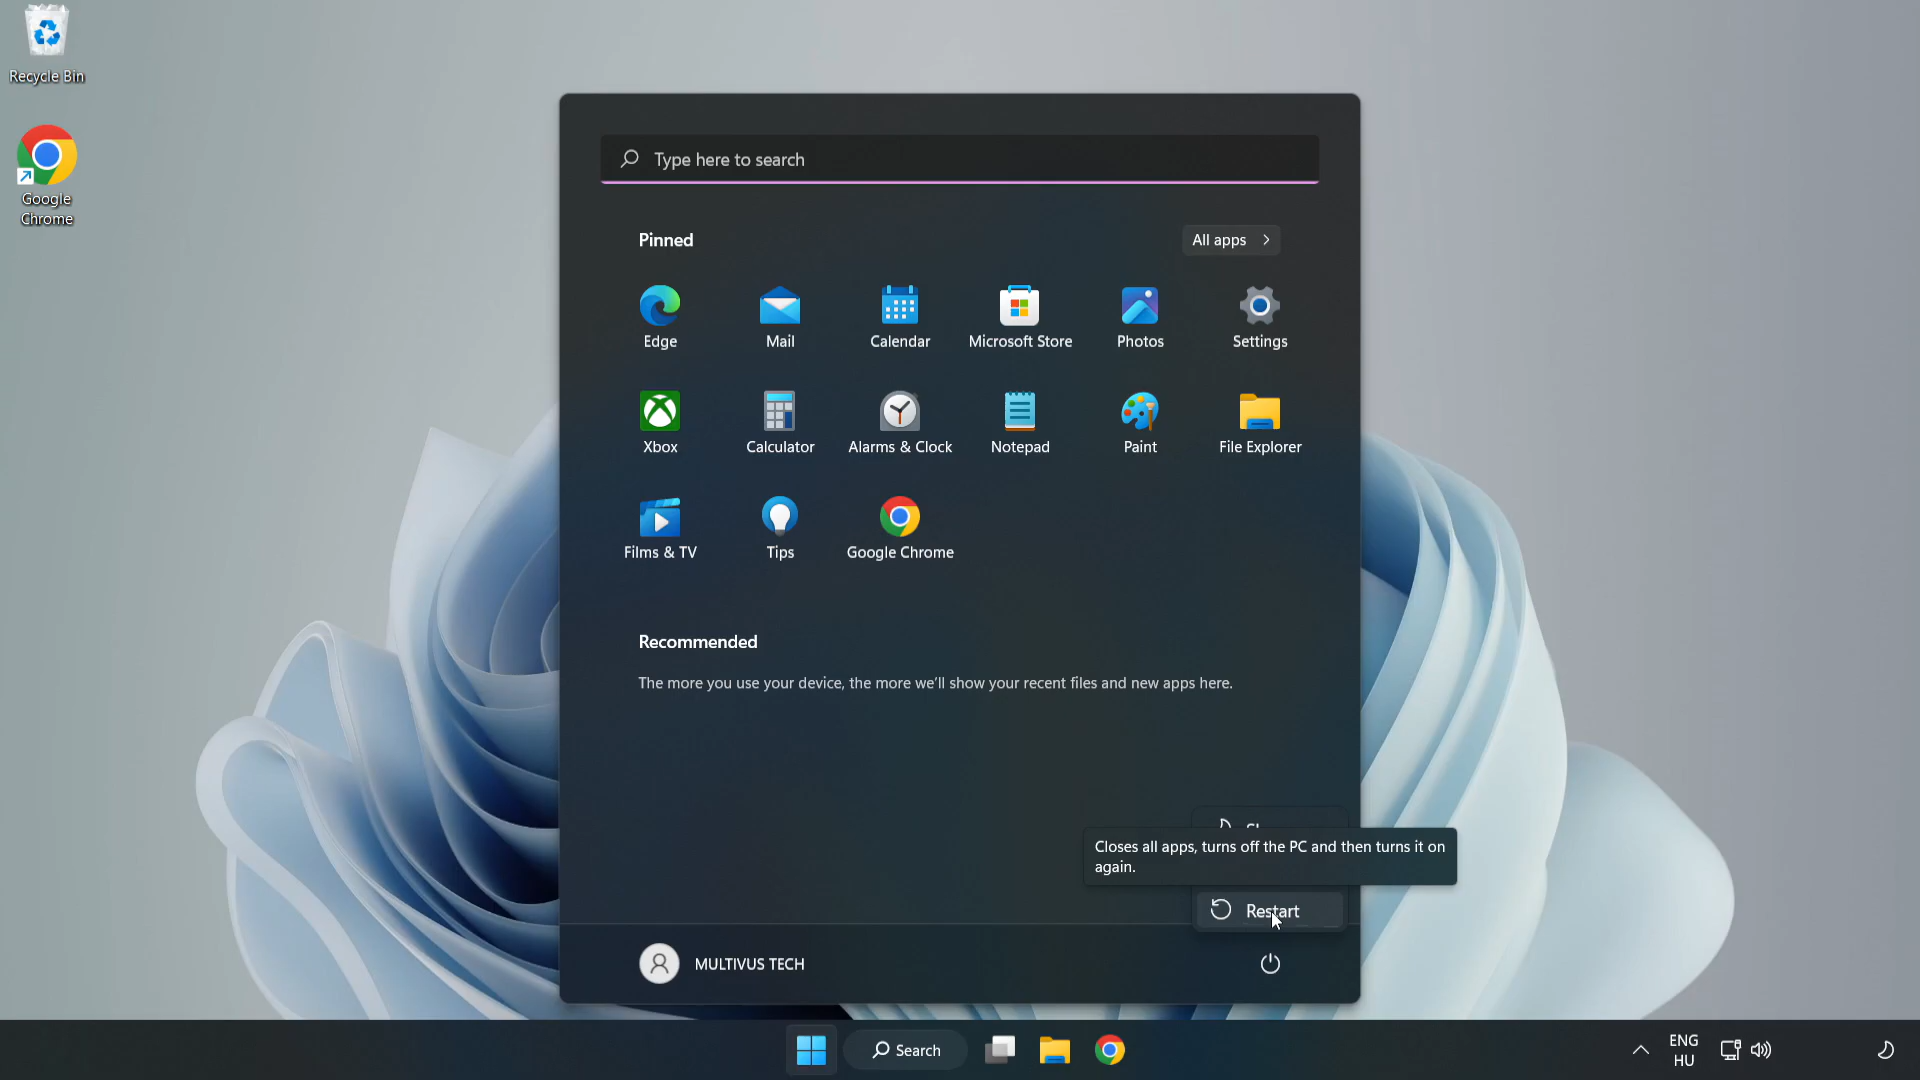 Recycle Bin
Google
Chrome
Type here to search
Pinned
All apps
Edge
Mail
Calendar
Microsoft Store
Photos
Settings
Xbox
Calculator
Alarms & Clock
Notepad
Paint
File Explorer
Films & TV
Tips
Google Chrome
Recommended
The more you use your device, the more we'll show your recent files and new apps here.
Closes all apps, turns off the PC and then turns it on
again.
Restart
MULTIVUS TECH
Search
ENG
HU